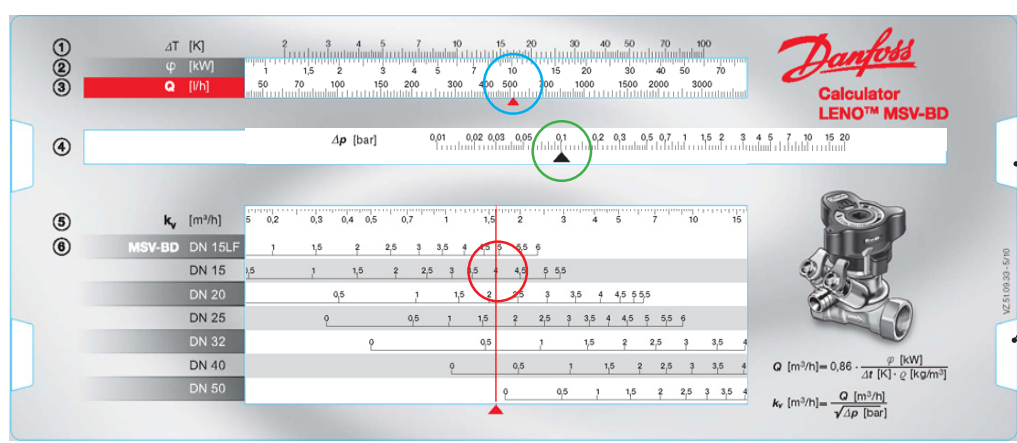 ① ΔT [K] 2 3 4 5 7 10 15 20 30 40 50 70 100
② φ [kW] 1 1,5 2 3 4 5 7 10 15 20 30 40 50 70
③ Q [l/h] 50 70 100 150 200 300 400 500 700 1000 1500 2000 3000
Danfoss
Calculator
LENO™ MSV-BD
④ Δp [bar] 0,01 0,02 0,03 0,05 0,1 0,2 0,3 0,5 0,7 1 1,5 2 3 4 5 7 10 15 20
⑤ kv [m³/h] 5 0,2 0,3 0,4 0,5 0,7 1 1,5 2 3 4 5 7 10 15
⑥ MSV-BD DN 15LF 1 1,5 2 2,5 3 3,5 4 4,5 5 5,5 6
DN 15 ,5 1 1,5 2 2,5 3 3,5 4 4,5 5 5,5
DN 20 0,5 1 1,5 2 2,5 3 3,5 4 4,5 5 5,5
DN 25 0 0,5 1 1,5 2 2,5 3 3,5 4 4,5 5 5,5 6
DN 32 0 0,5 1 1,5 2 2,5 3 3,5 4
DN 40 0 0,5 1 1,5 2 2,5 3 3,5 4
DN 50 0 0,5 1 1,5 2 2,5 3 3,5 4
VZ.51.09.33 - 5/10
Q [m³/h]= 0,86 · φ [kW] / Δt [K] · ϱ [kg/m³]
kv [m³/h]= Q [m³/h] / √Δp [bar]